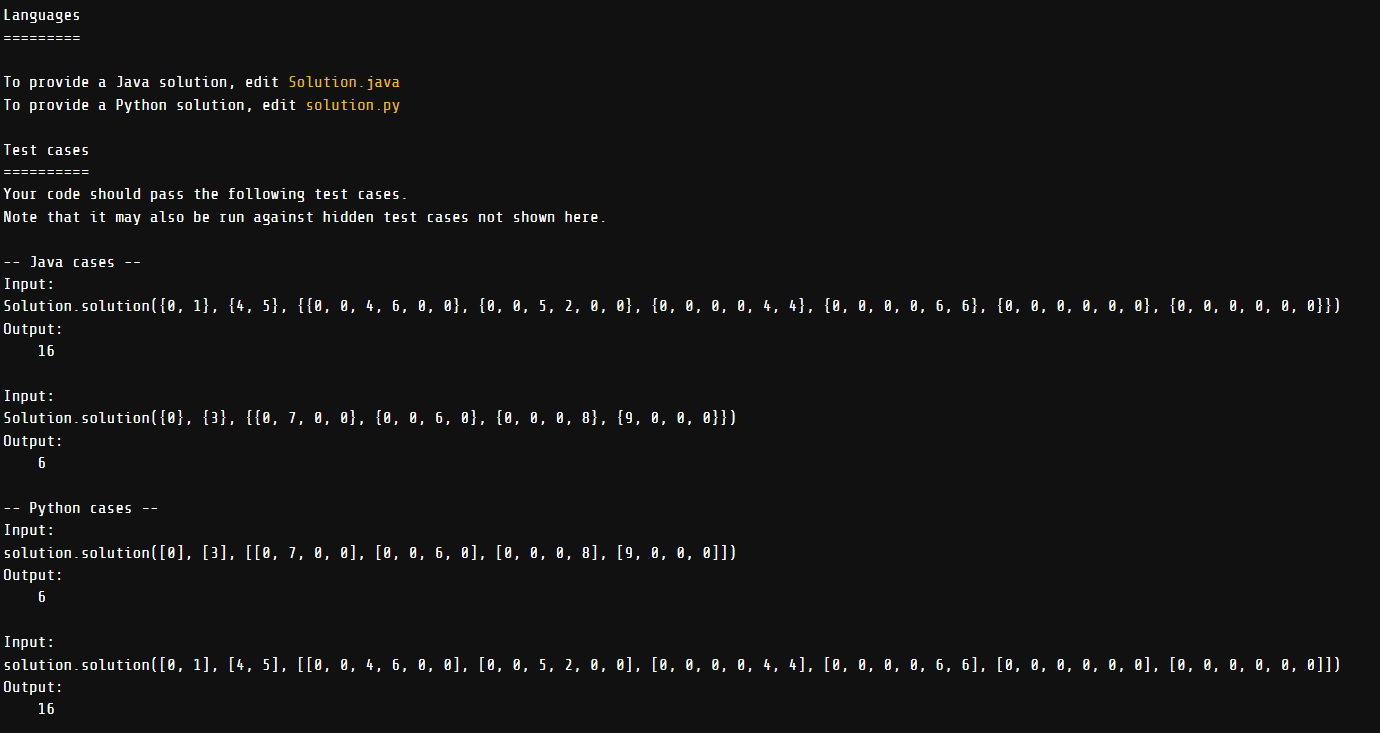 Languages
=========
To provide a Java solution, edit Solution.java
To provide a Python solution, edit solution.py
Test cases
==========
Your code should pass the following test cases.
Note that it may also be run against hidden test cases not shown here.
-- Java cases --
Input:
Solution.solution({0, 1}, {4, 5}, {{0, 0, 4, 6, 0, 0}, {0, 0, 5, 2, 0, 0}, {0, 0, 0, 0, 4, 4}, {0, 0, 0, 0, 6, 6}, {0, 0, 0, 0, 0, 0}, {0, 0, 0, 0, 0, 0}})
Output:
16
Input:
Solution.solution({0}, {3}, {{0, 7, 0, 0}, {0, 0, 6, 0}, {0, 0, 0, 8}, {9, 0, 0, 0}})
Output:
6
-- Python cases --
Input:
solution.solution([0], [3], [[0, 7, 0, 0], [0, 0, 6, 0], [0, 0, 0, 8], [9, 0, 0, 0]])
Output:
6
Input:
solution.solution([0, 1], [4, 5], [[0, 0, 4, 6, 0, 0], [0, 0, 5, 2, 0, 0], [0, 0, 0, 0, 4, 4], [0, 0, 0, 0, 6, 6], [0, 0, 0, 0, 0, 0], [0, 0, 0, 0, 0, 0]])
Output:
16